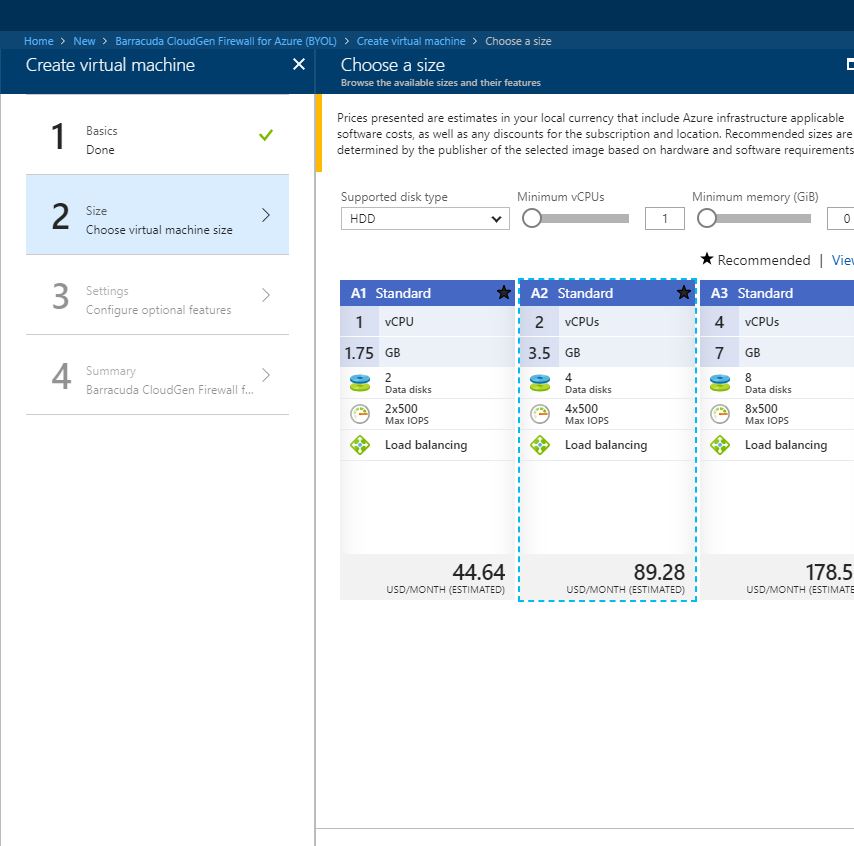 Home > New > Barracuda CloudGen Firewall for Azure (BYOL) > Create virtual machine > Choose a size
Create virtual machine
1
Basics
Done
2
Size
Choose virtual machine size
3
Settings
Configure optional features
4
Summary
Barracuda CloudGen Firewall f...
Choose a size
Browse the available sizes and their features
Prices presented are estimates in your local currency that include Azure infrastructure applicable
software costs, as well as any discounts for the subscription and location. Recommended sizes are
determined by the publisher of the selected image based on hardware and software requirements
Supported disk type
HDD
Minimum vCPUs
1
Minimum memory (GiB)
0
★ Recommended | View
A1 Standard ★
1 vCPU
1.75 GB
2
Data disks
2x500
Max IOPS
Load balancing
44.64
USD/MONTH (ESTIMATED)
A2 Standard ★
2 vCPUs
3.5 GB
4
Data disks
4x500
Max IOPS
Load balancing
89.28
USD/MONTH (ESTIMATED)
A3 Standard
4 vCPUs
7 GB
8
Data disks
8x500
Max IOPS
Load balancing
178.5
USD/MONTH (ESTIMATE